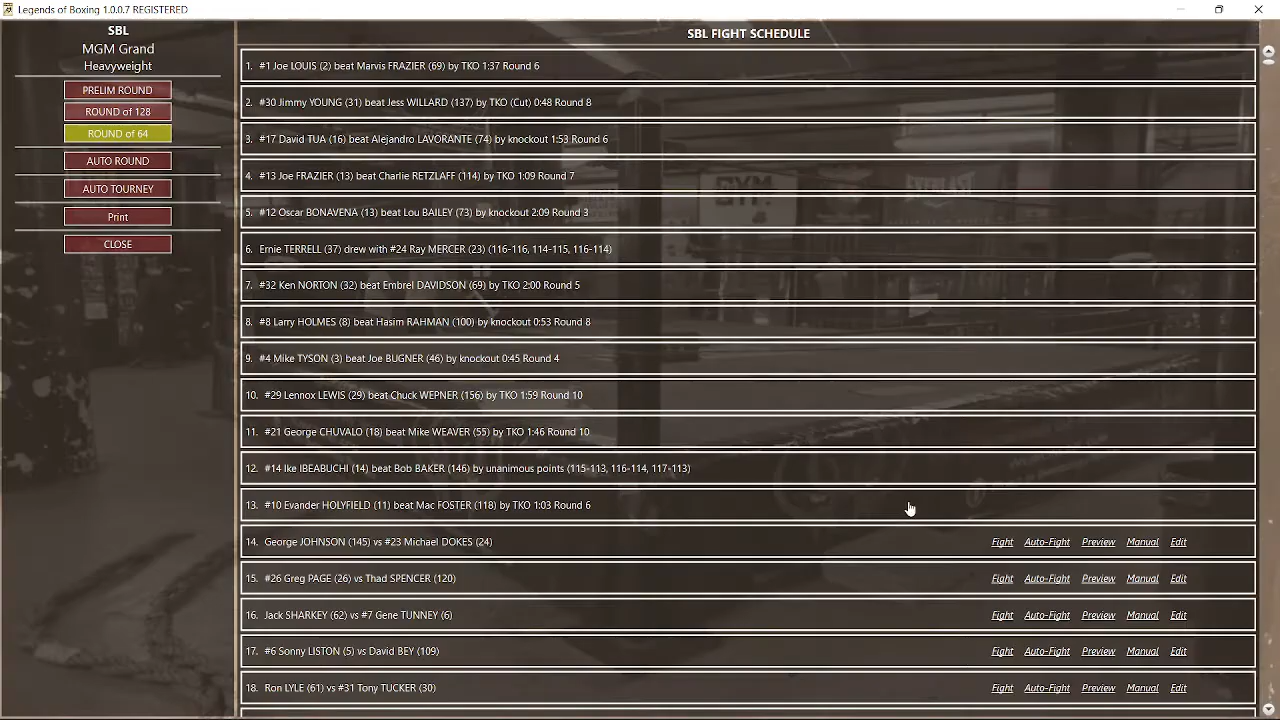 Legends of Boxing 1.0.0.7 REGISTERED
SBL
MGM Grand
Heavyweight
PRELIM ROUND
ROUND of 128
ROUND of 64
AUTO ROUND
AUTO TOURNEY
Print
CLOSE
SBL FIGHT SCHEDULE
1. #1 Joe LOUIS (2) beat Marvis FRAZIER (69) by TKO 1:37 Round 6
2. #30 Jimmy YOUNG (31) beat Jess WILLARD (137) by TKO (Cut) 0:48 Round 8
3. #17 David TUA (16) beat Alejandro LAVORANTE (74) by knockout 1:53 Round 6
4. #13 Joe FRAZIER (13) beat Charlie RETZLAFF (114) by TKO 1:09 Round 7
5. #12 Oscar BONAVENA (13) beat Lou BAILEY (73) by knockout 2:09 Round 3
6. Ernie TERRELL (37) drew with #24 Ray MERCER (23) (116-116, 114-115, 116-114)
7. #32 Ken NORTON (32) beat Embrel DAVIDSON (69) by TKO 2:00 Round 5
8. #8 Larry HOLMES (8) beat Hasim RAHMAN (100) by knockout 0:53 Round 8
9. #4 Mike TYSON (3) beat Joe BUGNER (46) by knockout 0:45 Round 4
10. #29 Lennox LEWIS (29) beat Chuck WEPNER (156) by TKO 1:59 Round 10
11. #21 George CHUVALO (18) beat Mike WEAVER (55) by TKO 1:46 Round 10
12. #14 Ike IBEABUCHI (14) beat Bob BAKER (146) by unanimous points (115-113, 116-114, 117-113)
13. #10 Evander HOLYFIELD (11) beat Mac FOSTER (118) by TKO 1:03 Round 6
14. George JOHNSON (145) vs #23 Michael DOKES (24) Fight Auto-Fight Preview Manual Edit
15. #26 Greg PAGE (26) vs Thad SPENCER (120) Fight Auto-Fight Preview Manual Edit
16. Jack SHARKEY (62) vs #7 Gene TUNNEY (6) Fight Auto-Fight Preview Manual Edit
17. #6 Sonny LISTON (5) vs David BEY (109) Fight Auto-Fight Preview Manual Edit
18. Ron LYLE (61) vs #31 Tony TUCKER (30) Fight Auto-Fight Preview Manual Edit
GYM
EVERLAST